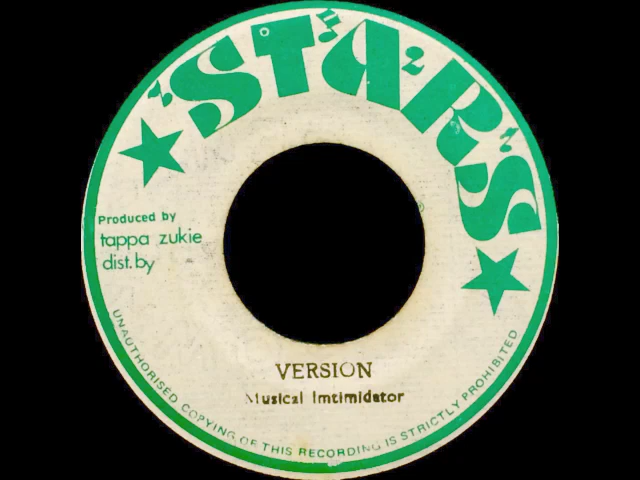 STARS
Produced by
tappa zukie
dist.by
VERSION
Musical Imtimidator
UNAUTHORISED COPYING OF THIS RECORDING IS STRICTLY PROHIBITED